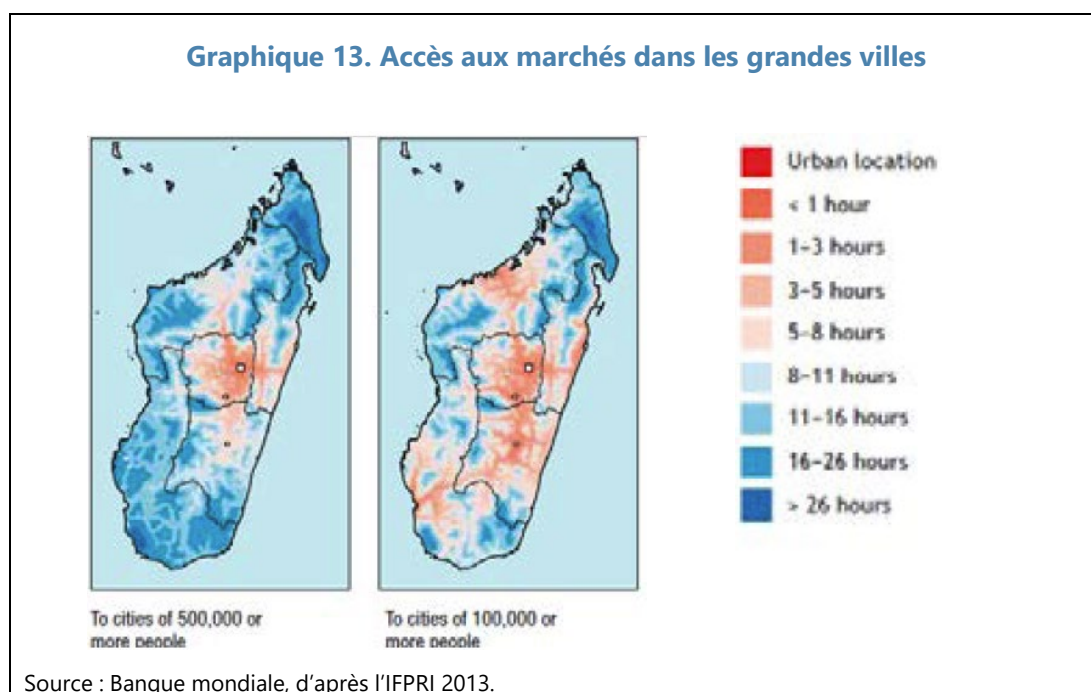 Graphique 13. Accès aux marchés dans les grandes villes
Urban location
< 1 hour
1–3 hours
3–5 hours
5–8 hours
8–11 hours
11–16 hours
16–26 hours
> 26 hours
To cities of 500,000 or
more people
To cities of 100,000 or
more people
Source : Banque mondiale, d’après l’IFPRI 2013.